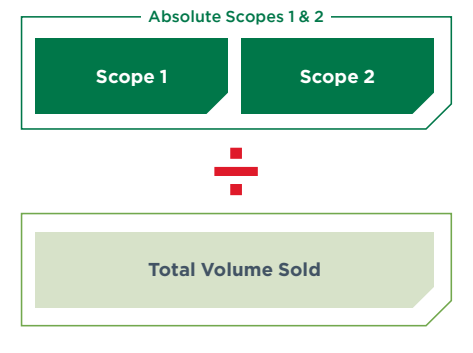 Absolute Scopes 1 & 2
Scope 1
Scope 2
÷
Total Volume Sold